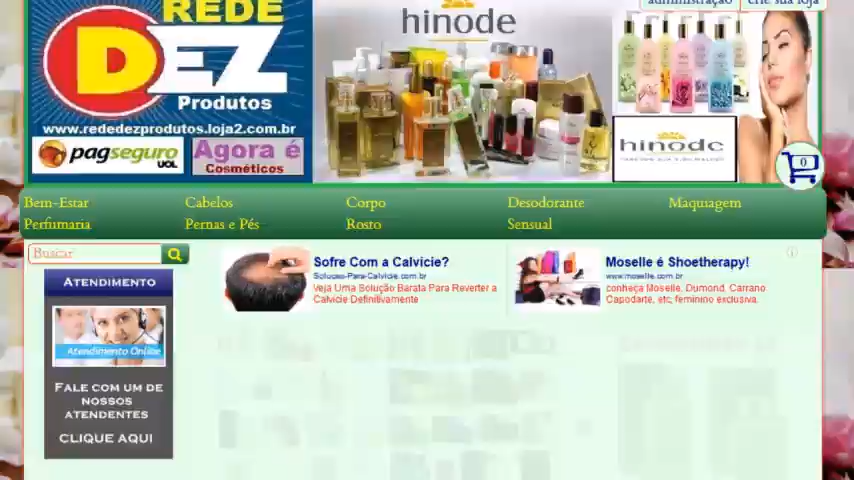 administração crie sua loja
REDE
DEZ
Produtos
www.rededezprodutos.loja2.com.br
pagseguro
UOL
Agora é
Cosméticos
hinode
hinode
0
Bem-Estar Cabelos Corpo Desodorante Maquagem
Perfumaria Pernas e Pés Rosto Sensual
Buscar
Atendimento
Atendimento Online
Fale com um de
nossos
atendentes
clique aqui
Sofre Com a Calvície?
Solucao-Para-Calvicie.com.br
Veja Uma Solução Barata Para Reverter a
Calvície Definitivamente
Moselle é Shoetherapy!
www.moselle.com.br
conheça Moselle, Dumond, Carrano
Capodarte, etc, feminino exclusiva.